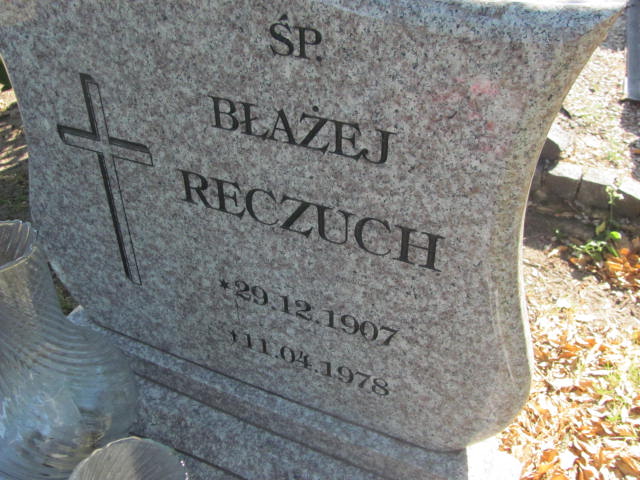 ŚP.
BŁAŻEJ
RECZUCH
*29.12.1907
†11.04.1978